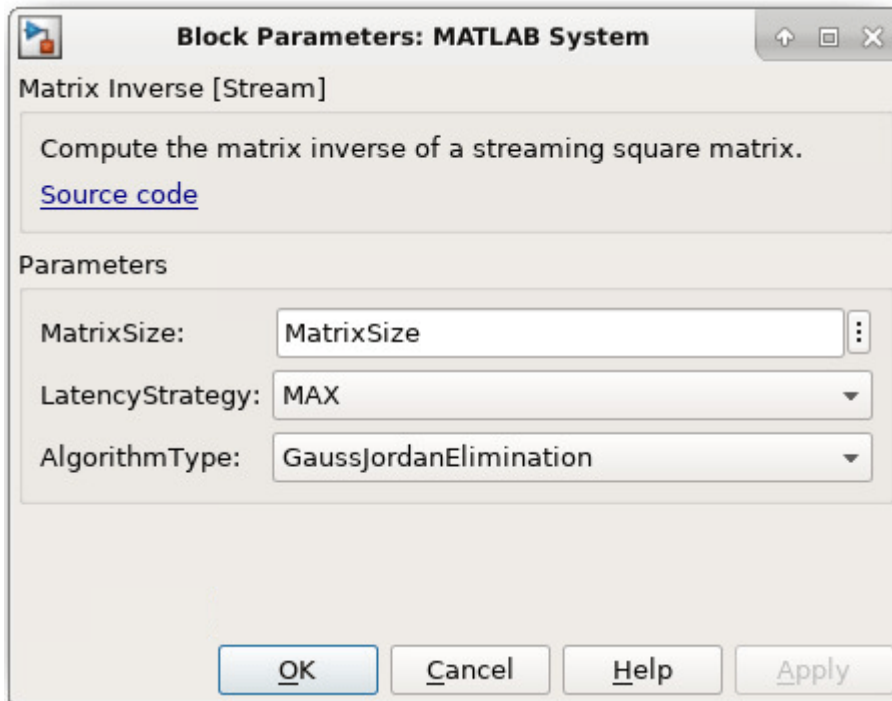 Block Parameters: MATLAB System
Matrix Inverse [Stream]
Compute the matrix inverse of a streaming square matrix.
Source code
Parameters
MatrixSize: MatrixSize
LatencyStrategy: MAX
AlgorithmType: GaussJordanElimination
OK Cancel Help Apply